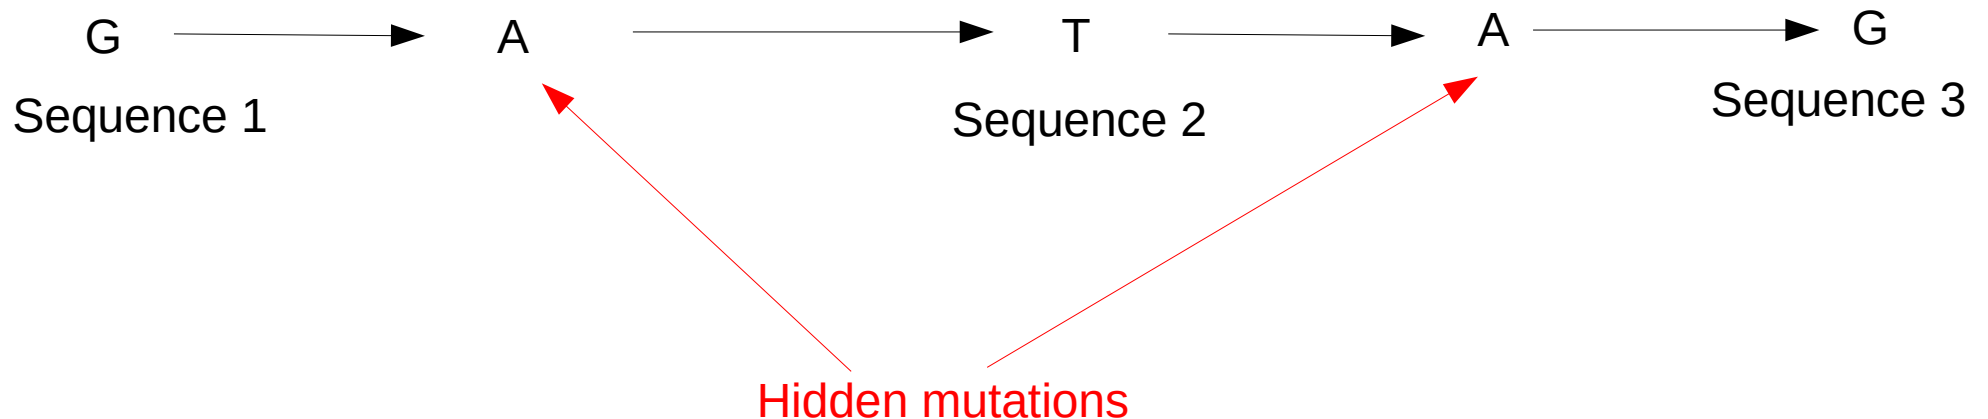 G A T A G
Sequence 1 Sequence 2 Sequence 3
Hidden mutations